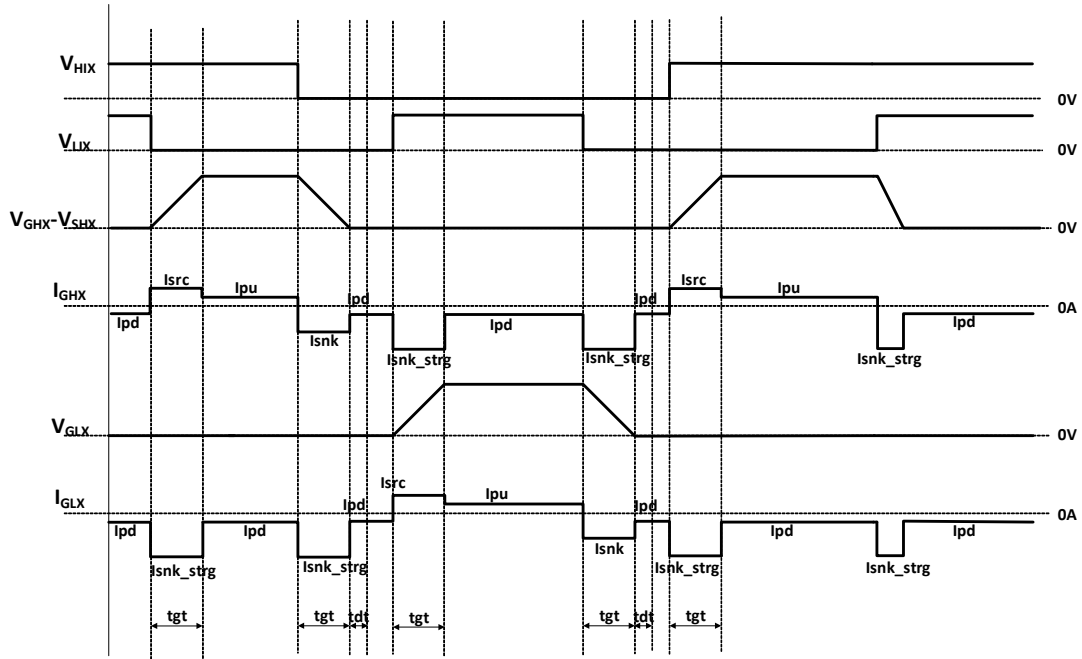 VHIX
0V
VLIX
0V
VGHX-VSHX
0V
Isrc
Isrc
IGHX
Ipu
Ipd
Ipd
Ipu
0A
Ipd
Ipd
Ipd
Isnk
Isnk_strg
Isnk_strg
Isnk_strg
VGLX
0V
Isrc
IGLX
Ipu
Ipd
Ipd
0A
Ipd
Ipd
Ipd
Ipd
Isnk
Isnk_strg
Isnk_strg
Isnk_strg
Isnk_strg
tgt
tgt
tdt
tgt
tgt
tdt
tgt